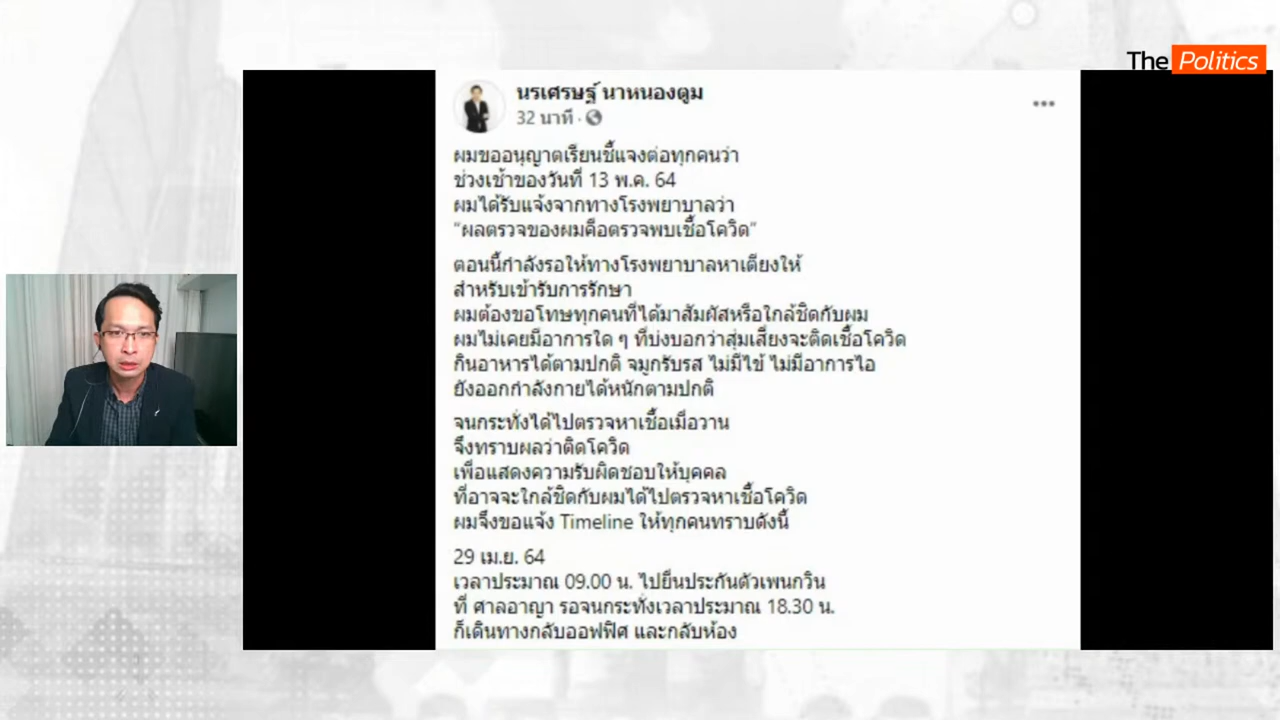 The Politics
นรเศรษฐ์ นาหนองตูม
32 นาที ·
ผมขออนุญาตเรียนชี้แจงต่อทุกคนว่า
ช่วงเช้าของวันที่ 13 พ.ค. 64
ผมได้รับแจ้งจากทางโรงพยาบาลว่า
"ผลตรวจของผมคือตรวจพบเชื้อโควิด"
ตอนนี้กำลังรอให้ทางโรงพยาบาลหาเตียงให้
สำหรับเข้ารับการรักษา
ผมต้องขอโทษทุกคนที่ได้มาสัมผัสหรือใกล้ชิดกับผม
ผมไม่เคยมีอาการใด ๆ ที่บ่งบอกว่าสุ่มเสี่ยงจะติดเชื้อโควิด
กินอาหารได้ตามปกติ จมูกรับรส ไม่มีไข้ ไม่มีอาการไอ
ยังออกกำลังกายได้หนักตามปกติ
จนกระทั่งได้ไปตรวจหาเชื้อเมื่อวาน
จึงทราบผลว่าติดโควิด
เพื่อแสดงความรับผิดชอบให้บุคคล
ที่อาจจะใกล้ชิดกับผมได้ไปตรวจหาเชื้อโควิด
ผมจึงขอแจ้ง Timeline ให้ทุกคนทราบดังนี้
29 เม.ย. 64
เวลาประมาณ 09.00 น. ไปยื่นประกันตัวเพนกวิน
ที่ ศาลอาญา รอจนกระทั่งเวลาประมาณ 18.30 น.
ก็เดินทางกลับออฟฟิศ และกลับห้อง